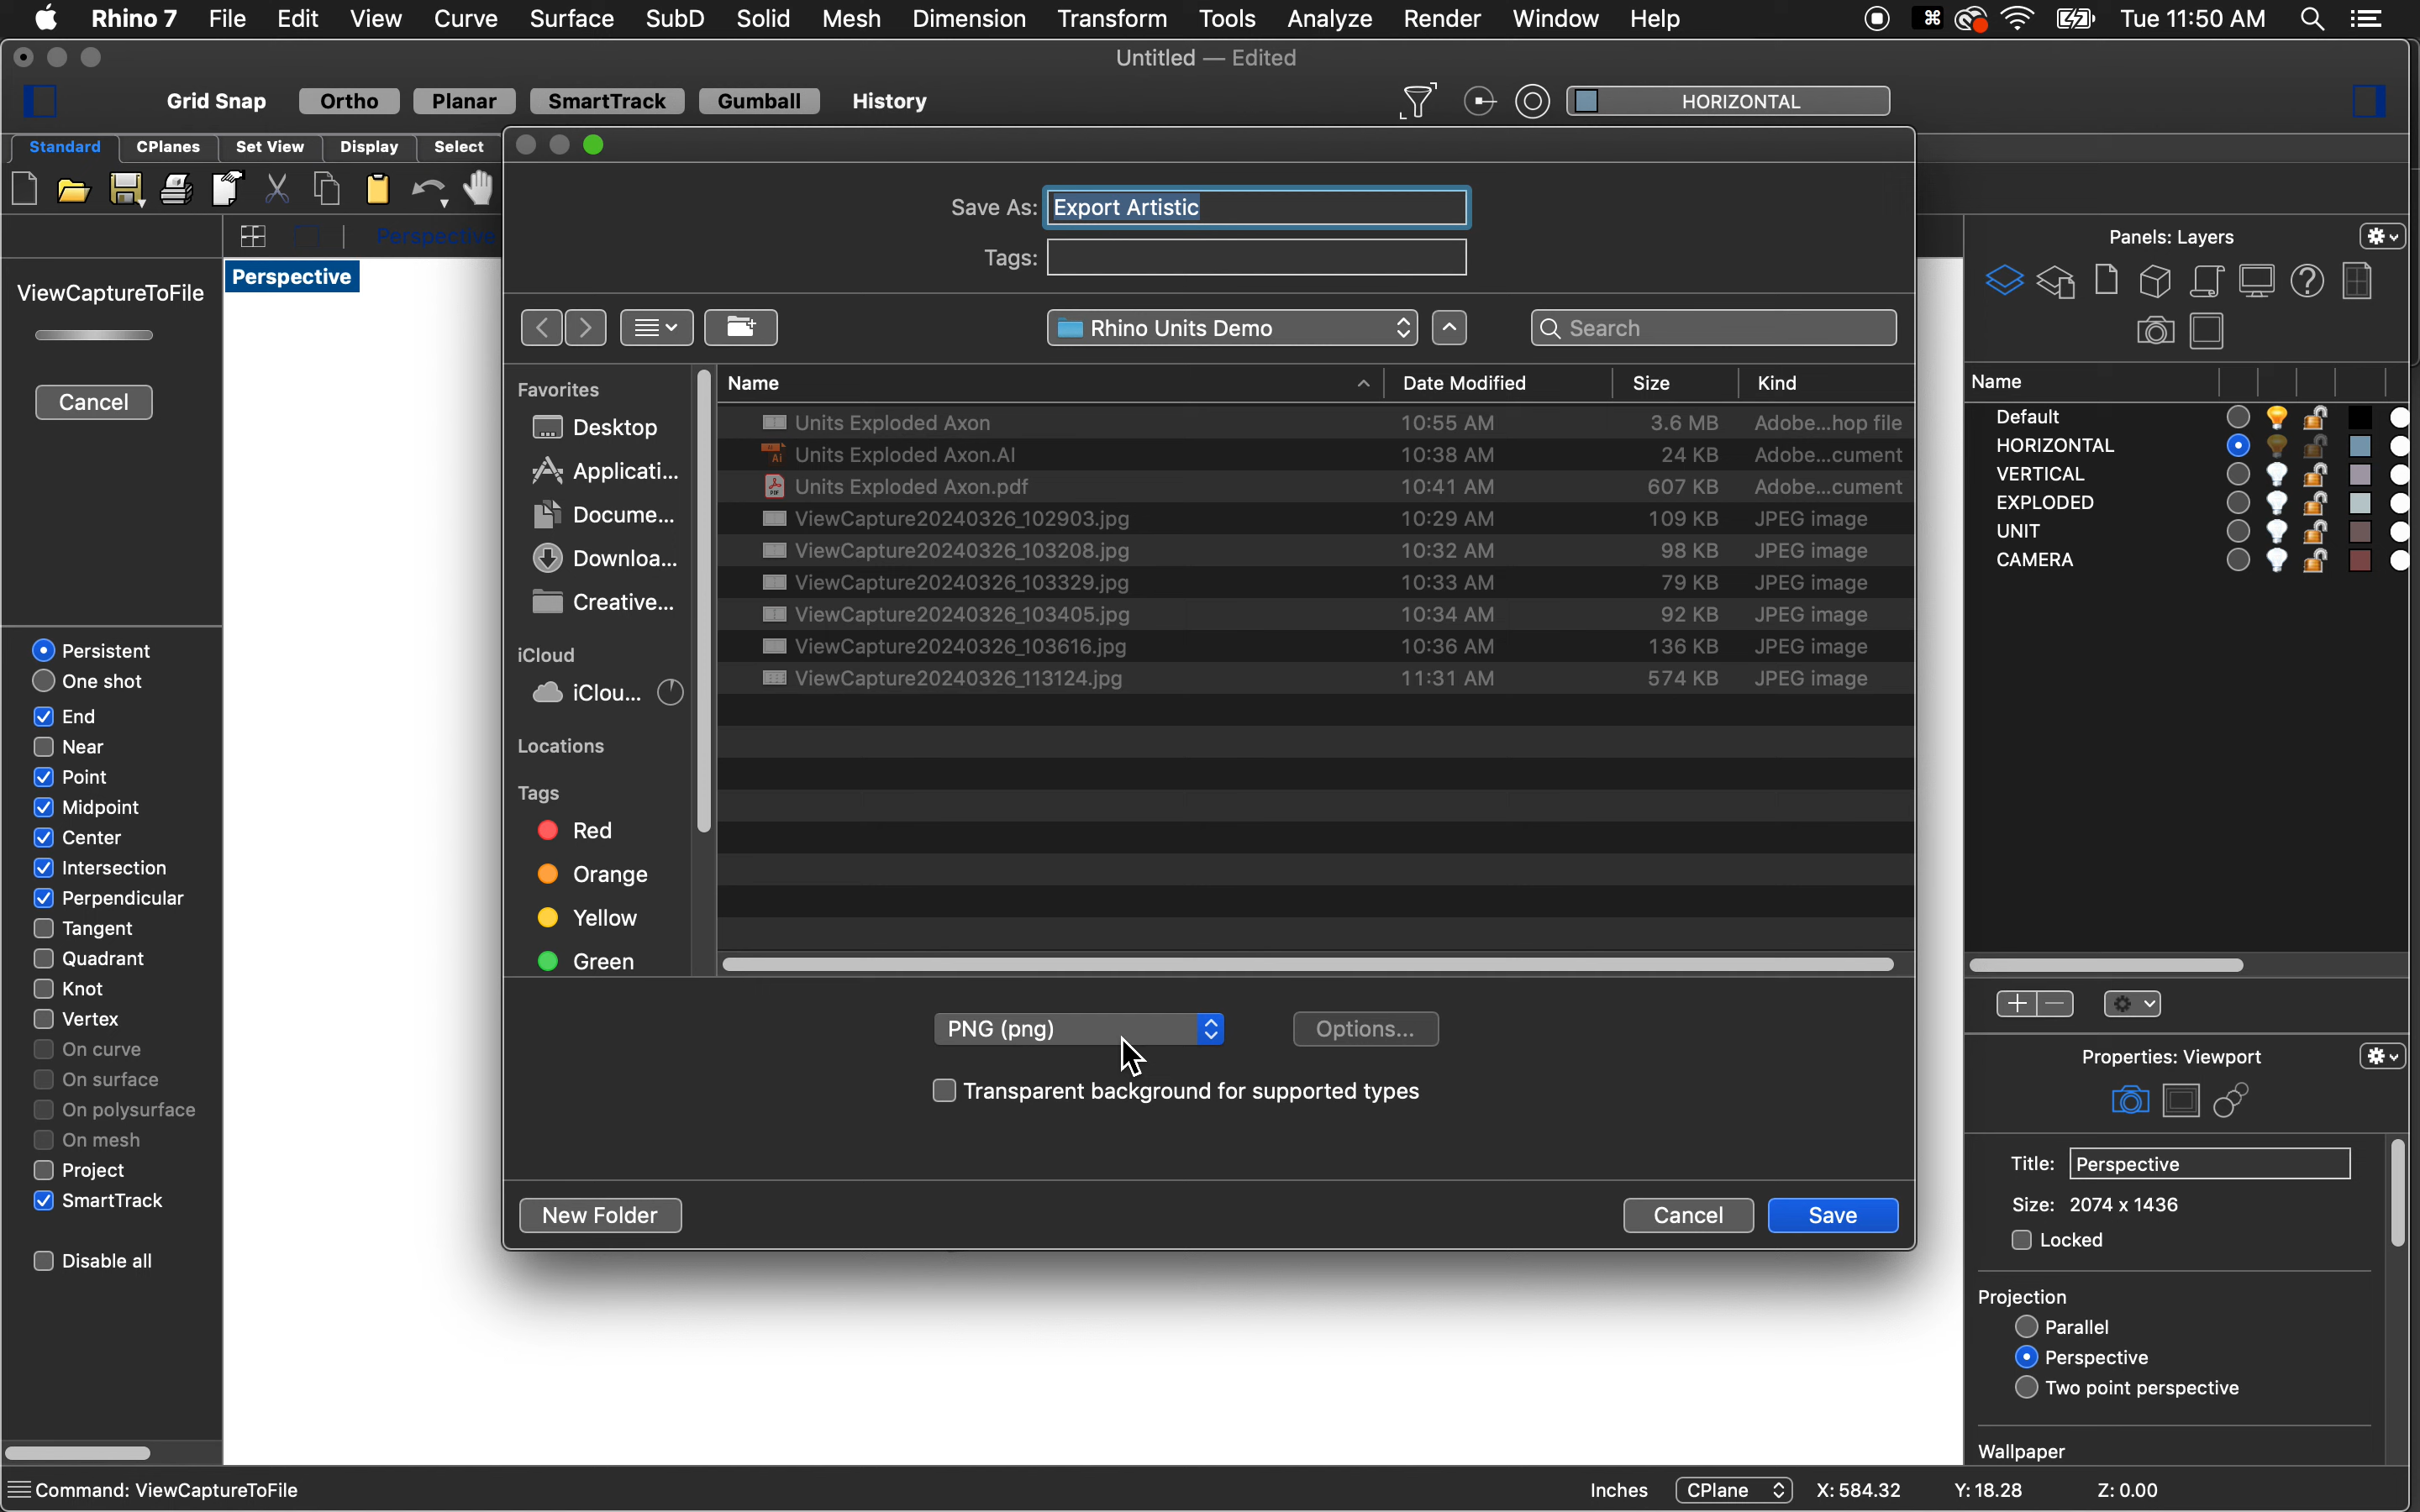 Rhino 7 File Edit View Curve Surface SubD Solid Mesh Dimension Transform Tools Analyze Render Window Help Tue 11:50 AM
Untitled — Edited
Grid Snap Ortho Planar SmartTrack Gumball History HORIZONTAL
Standard CPlanes Set View Display Select
Perspective
Perspective
ViewCaptureToFile
Cancel
Persistent
One shot
End
Near
Point
Midpoint
Center
Intersection
Perpendicular
Tangent
Quadrant
Knot
Vertex
On curve
On surface
On polysurface
On mesh
Project
SmartTrack
Disable all
Save As: Export Artistic
Tags:
Rhino Units Demo
Search
Favorites
Desktop
Applicati...
Docume...
Downloa...
Creative...
iCloud
iClou...
Locations
Tags
Red
Orange
Yellow
Green
Name Date Modified Size Kind
Units Exploded Axon 10:55 AM 3.6 MB Adobe...hop file
Units Exploded Axon.AI 10:38 AM 24 KB Adobe...cument
Units Exploded Axon.pdf 10:41 AM 607 KB Adobe...cument
ViewCapture20240326_102903.jpg 10:29 AM 109 KB JPEG image
ViewCapture20240326_103208.jpg 10:32 AM 98 KB JPEG image
ViewCapture20240326_103329.jpg 10:33 AM 79 KB JPEG image
ViewCapture20240326_103405.jpg 10:34 AM 92 KB JPEG image
ViewCapture20240326_103616.jpg 10:36 AM 136 KB JPEG image
ViewCapture20240326_113124.jpg 11:31 AM 574 KB JPEG image
PNG (png) Options...
Transparent background for supported types
New Folder Cancel Save
Panels: Layers
Name
Default
HORIZONTAL
VERTICAL
EXPLODED
UNIT
CAMERA
Properties: Viewport
Title: Perspective
Size: 2074 x 1436
Locked
Projection
Parallel
Perspective
Two point perspective
Wallpaper
Command: ViewCaptureToFile Inches CPlane X: 584.32 Y: 18.28 Z: 0.00